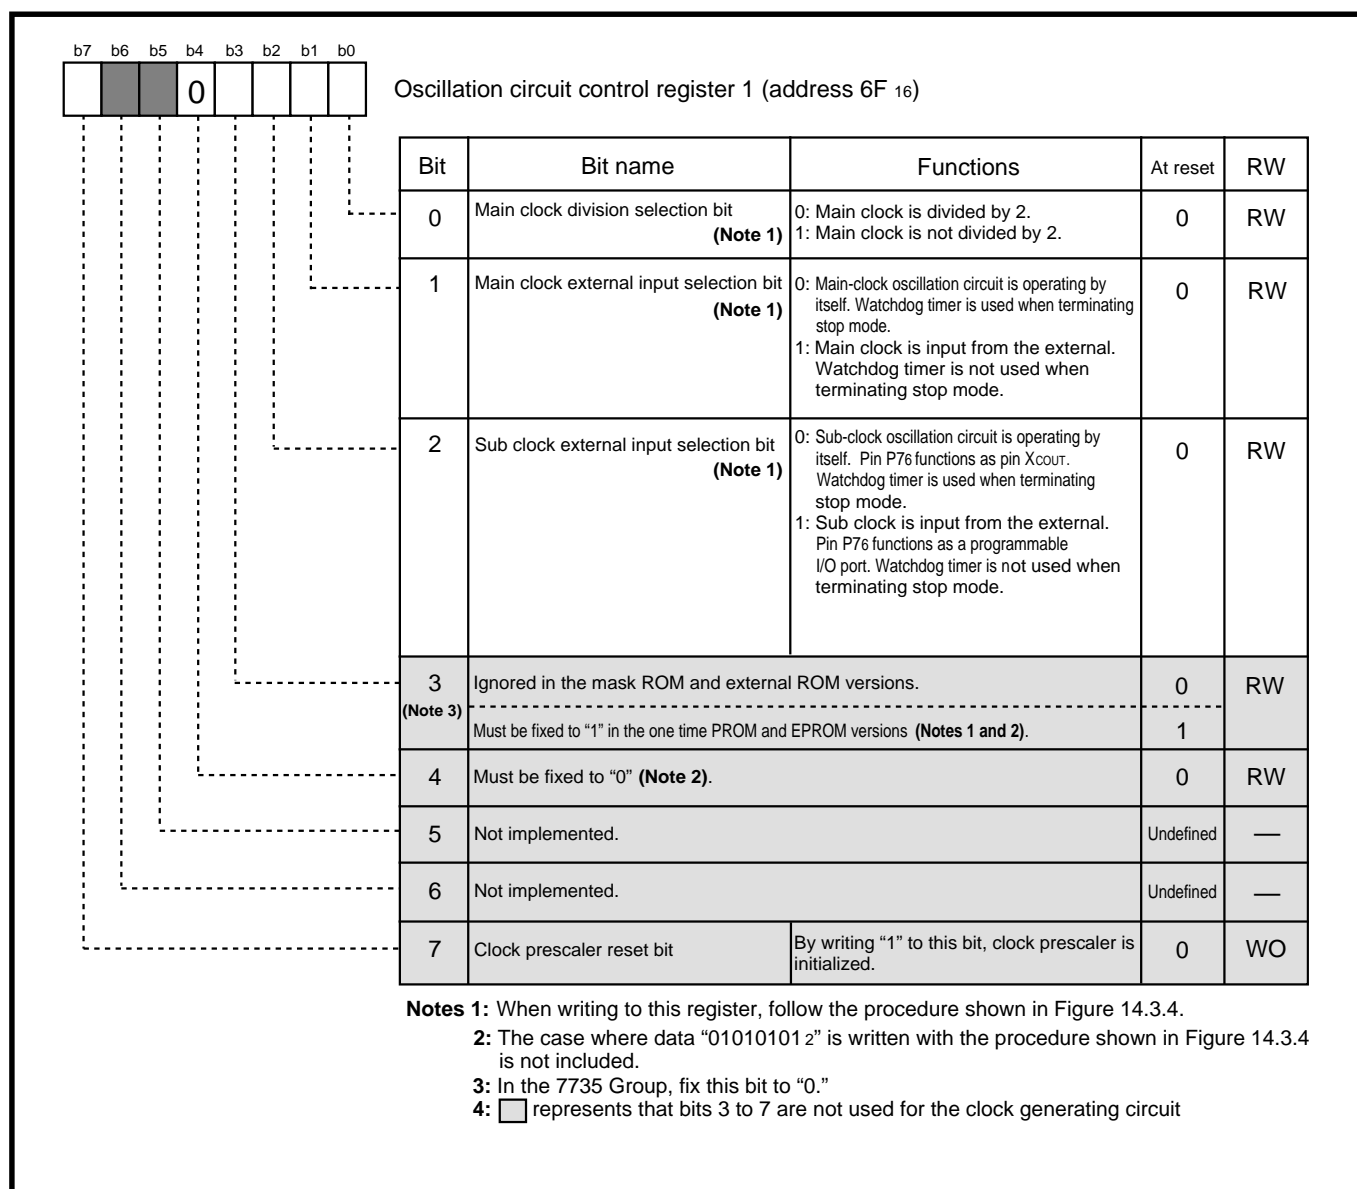 b7 b6 b5 b4 b3 b2 b1 b0
0
Oscillation circuit control register 1 (address 6F 16)
Bit Bit name Functions At reset RW
0 Main clock division selection bit (Note 1) 0: Main clock is divided by 2. 0 RW
1: Main clock is not divided by 2.
1 Main clock external input selection bit (Note 1) 0: Main-clock oscillation circuit is operating by 0 RW
itself. Watchdog timer is used when terminating
stop mode.
1: Main clock is input from the external.
Watchdog timer is not used when
terminating stop mode.
2 Sub clock external input selection bit (Note 1) 0: Sub-clock oscillation circuit is operating by 0 RW
itself. Pin P76 functions as pin XCOUT.
Watchdog timer is used when terminating
stop mode.
1: Sub clock is input from the external.
Pin P76 functions as a programmable
I/O port. Watchdog timer is not used when
terminating stop mode.
3 Ignored in the mask ROM and external ROM versions. 0 RW
(Note 3)
Must be fixed to “1” in the one time PROM and EPROM versions (Notes 1 and 2). 1
4 Must be fixed to “0” (Note 2). 0 RW
5 Not implemented. Undefined —
6 Not implemented. Undefined —
7 Clock prescaler reset bit By writing “1” to this bit, clock prescaler is 0 WO
initialized.
Notes 1: When writing to this register, follow the procedure shown in Figure 14.3.4.
2: The case where data “01010101 2” is written with the procedure shown in Figure 14.3.4
is not included.
3: In the 7735 Group, fix this bit to “0.”
4: represents that bits 3 to 7 are not used for the clock generating circuit